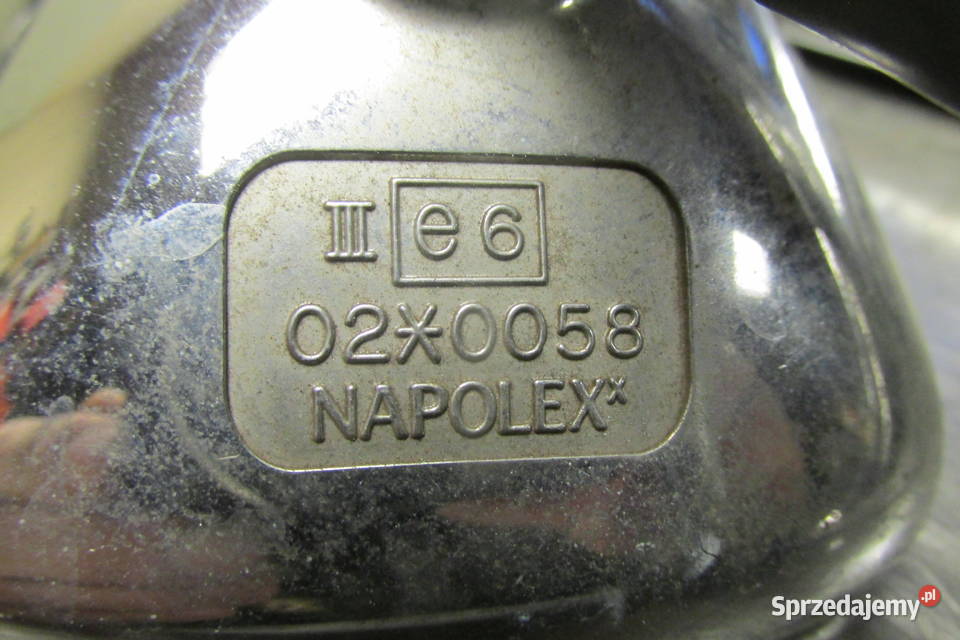 III e6
02*0058
NAPOLEX*
Sprzedajemy.pl